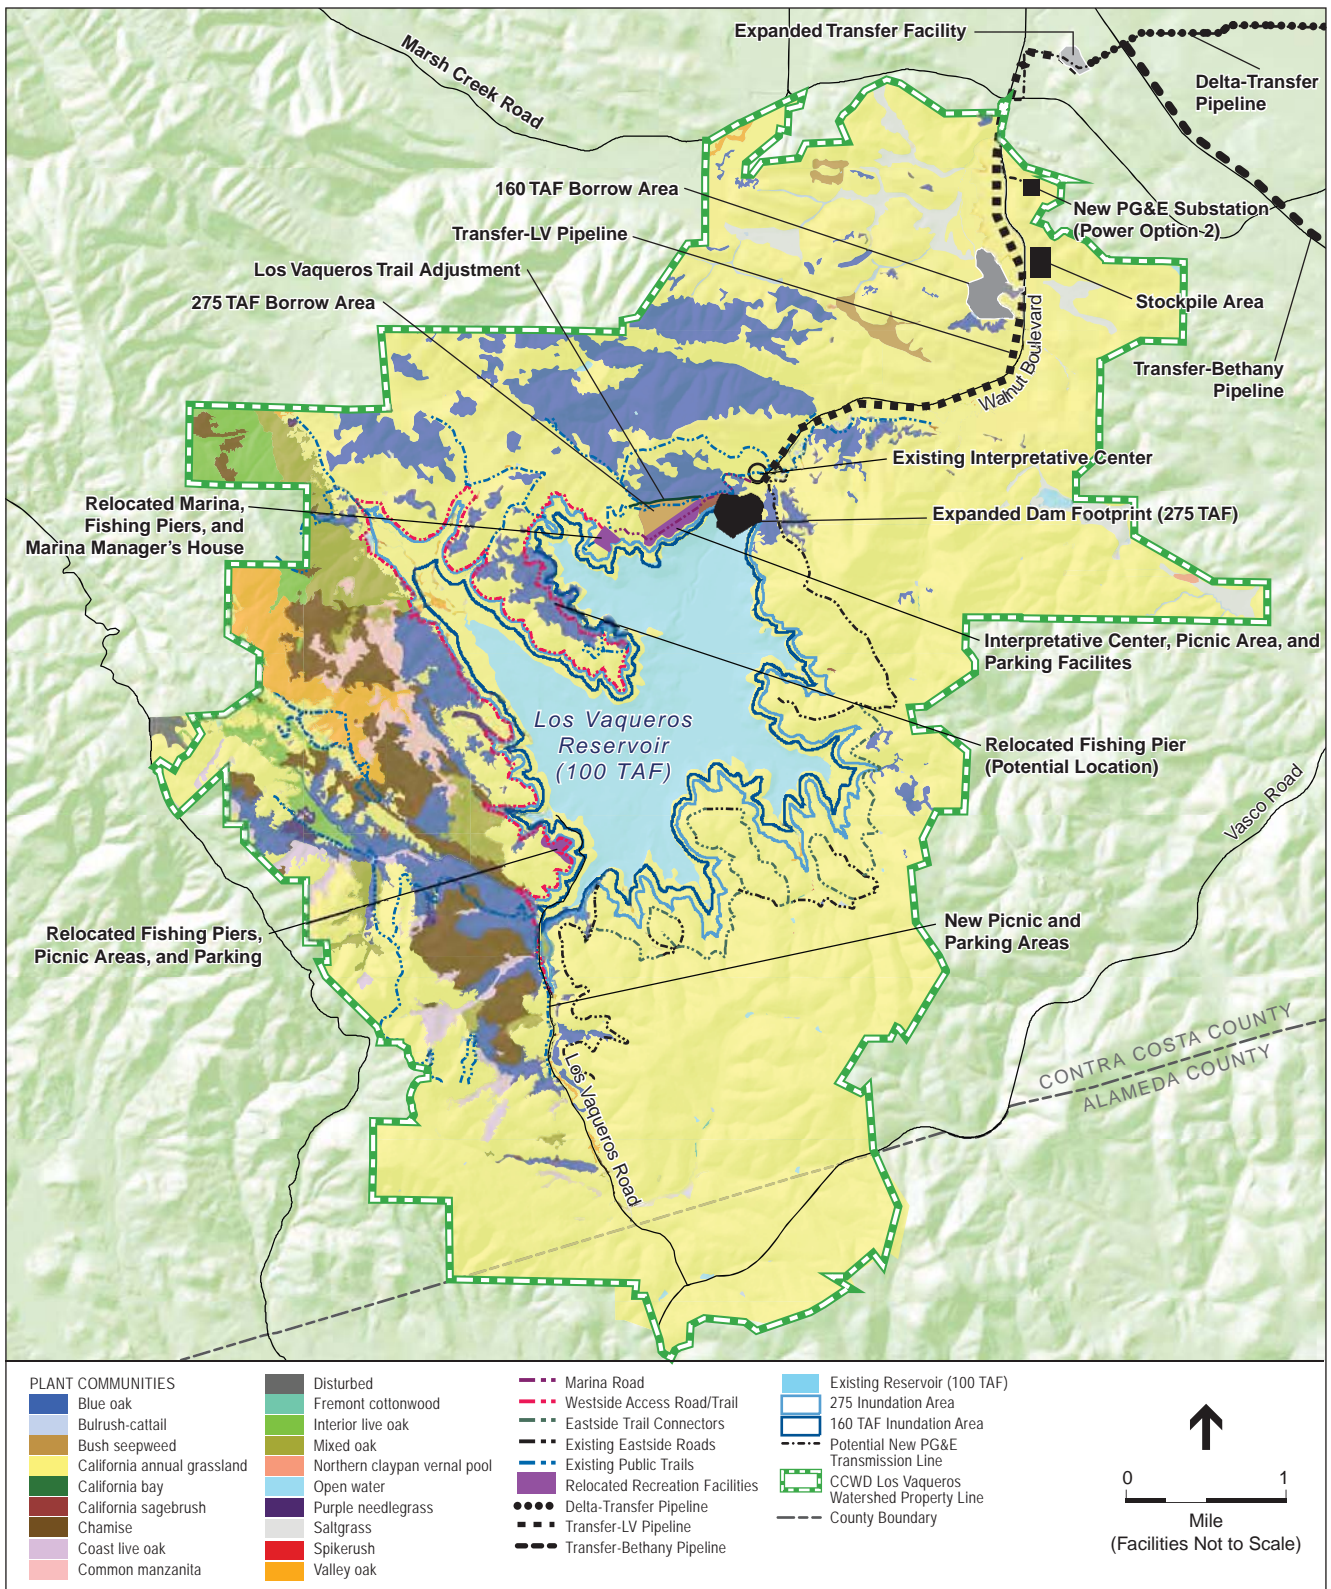 Expanded Transfer Facility
Marsh Creek Road
Delta-Transfer
Pipeline
160 TAF Borrow Area
New PG&E Substation
(Power Option 2)
Transfer-LV Pipeline
Los Vaqueros Trail Adjustment
275 TAF Borrow Area
Stockpile Area
Walnut Boulevard
Transfer-Bethany
Pipeline
Existing Interpretative Center
Relocated Marina,
Fishing Piers, and
Marina Manager's House
Expanded Dam Footprint (275 TAF)
Interpretative Center, Picnic Area, and
Parking Facilites
Los Vaqueros
Reservoir
(100 TAF)
Relocated Fishing Pier
(Potential Location)
Vasco Road
Relocated Fishing Piers,
Picnic Areas, and Parking
New Picnic and
Parking Areas
CONTRA COSTA COUNTY
ALAMEDA COUNTY
Los Vaqueros Road
PLANT COMMUNITIES
Blue oak
Bulrush-cattail
Bush seepweed
California annual grassland
California bay
California sagebrush
Chamise
Coast live oak
Common manzanita
Disturbed
Fremont cottonwood
Interior live oak
Mixed oak
Northern claypan vernal pool
Open water
Purple needlegrass
Saltgrass
Spikerush
Valley oak
Marina Road
Westside Access Road/Trail
Eastside Trail Connectors
Existing Eastside Roads
Existing Public Trails
Relocated Recreation Facilities
Delta-Transfer Pipeline
Transfer-LV Pipeline
Transfer-Bethany Pipeline
Existing Reservoir (100 TAF)
275 Inundation Area
160 TAF Inundation Area
Potential New PG&E
Transmission Line
CCWD Los Vaqueros
Watershed Property Line
County Boundary
0 1
Mile
(Facilities Not to Scale)